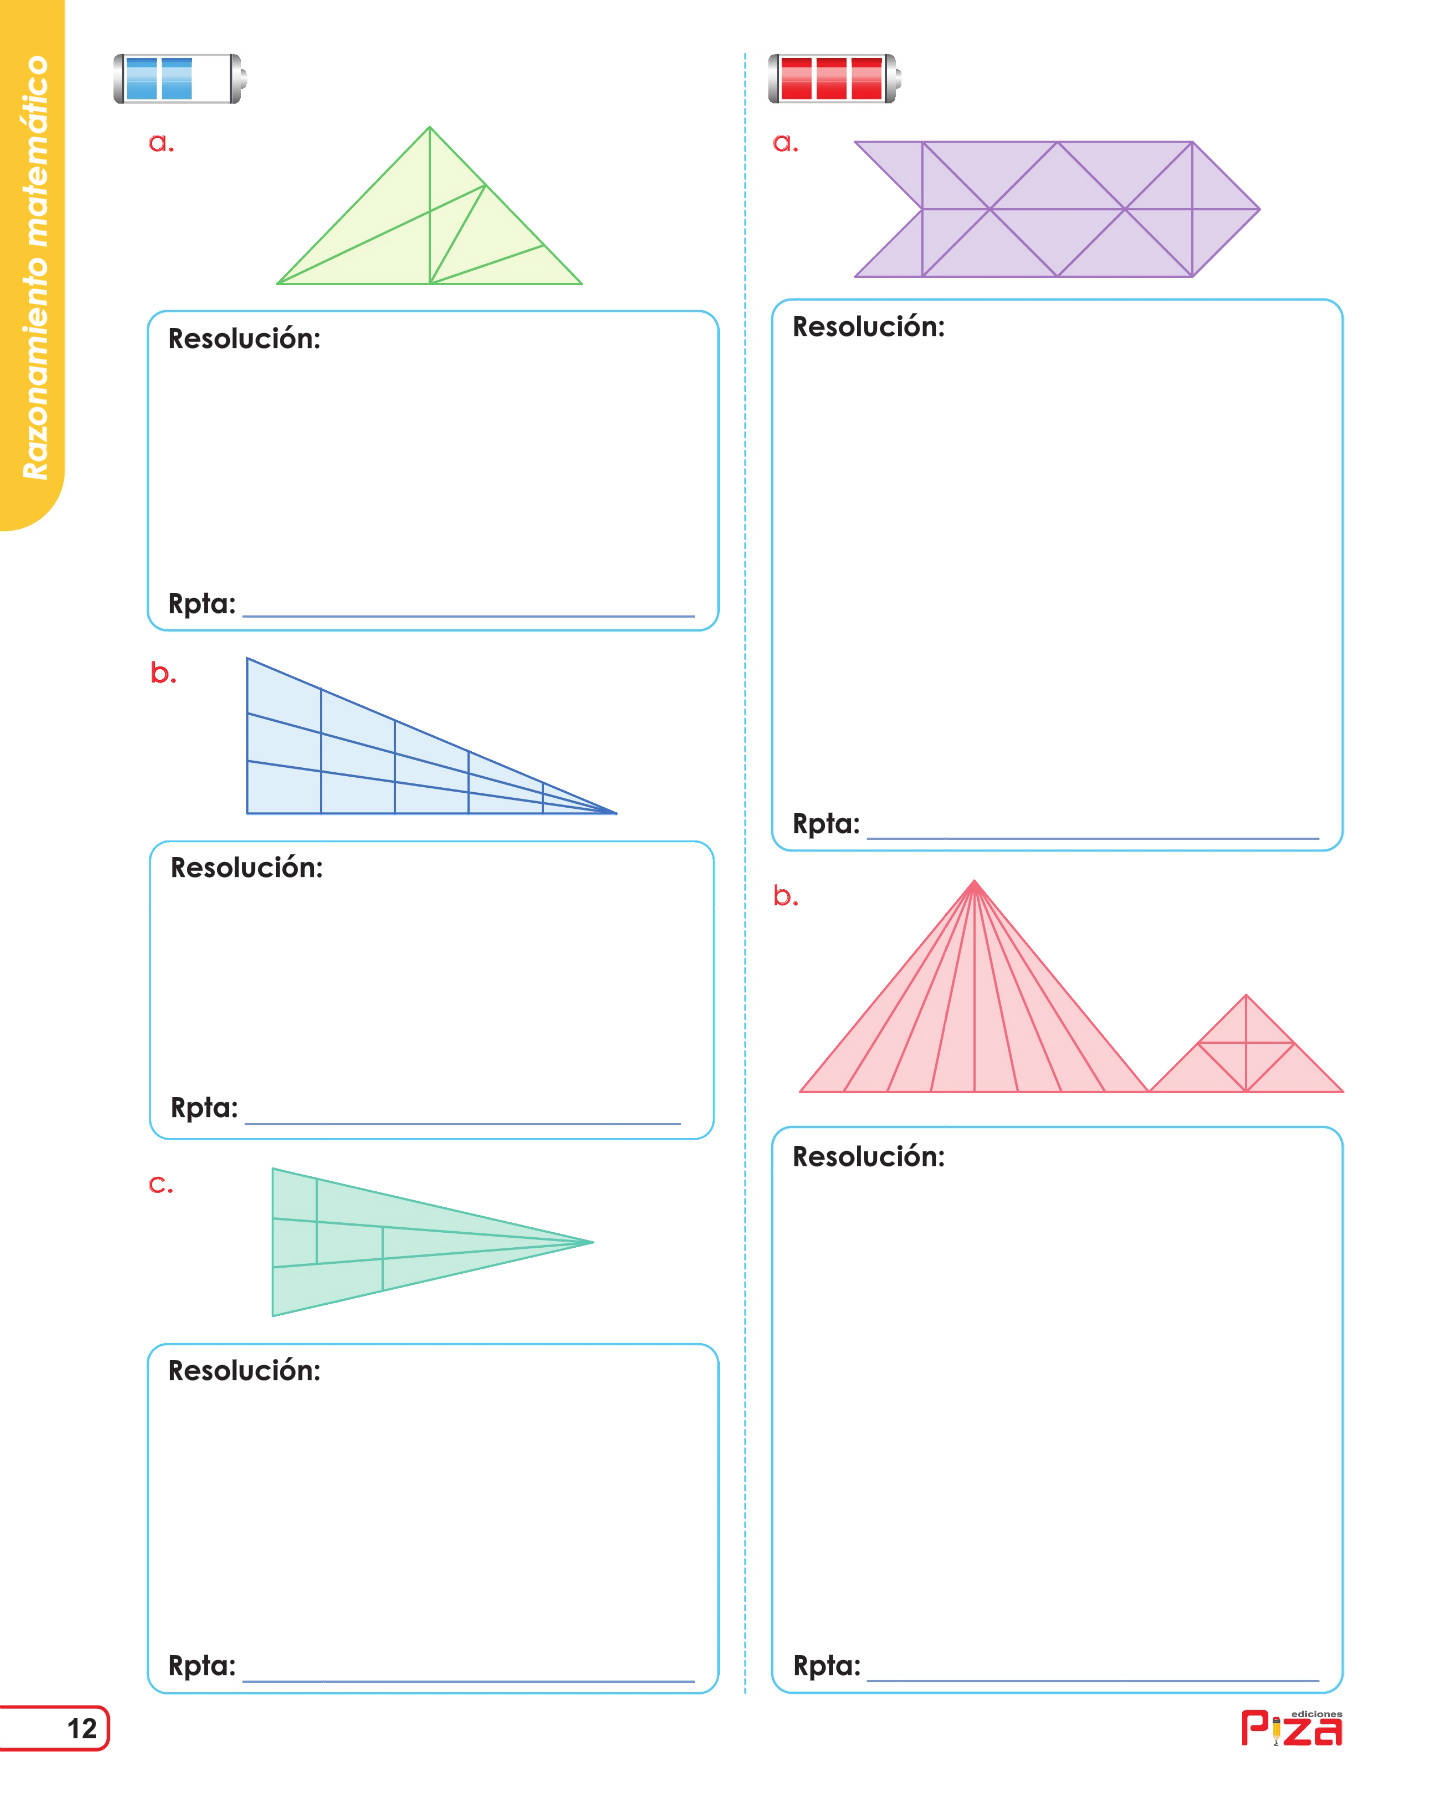 Razonamiento matemático
a.
Resolución:
Rpta:
b.
Resolución:
Rpta:
c.
Resolución:
Rpta:
a.
Resolución:
Rpta:
b.
Resolución:
Rpta:
12
ediciones
Piza